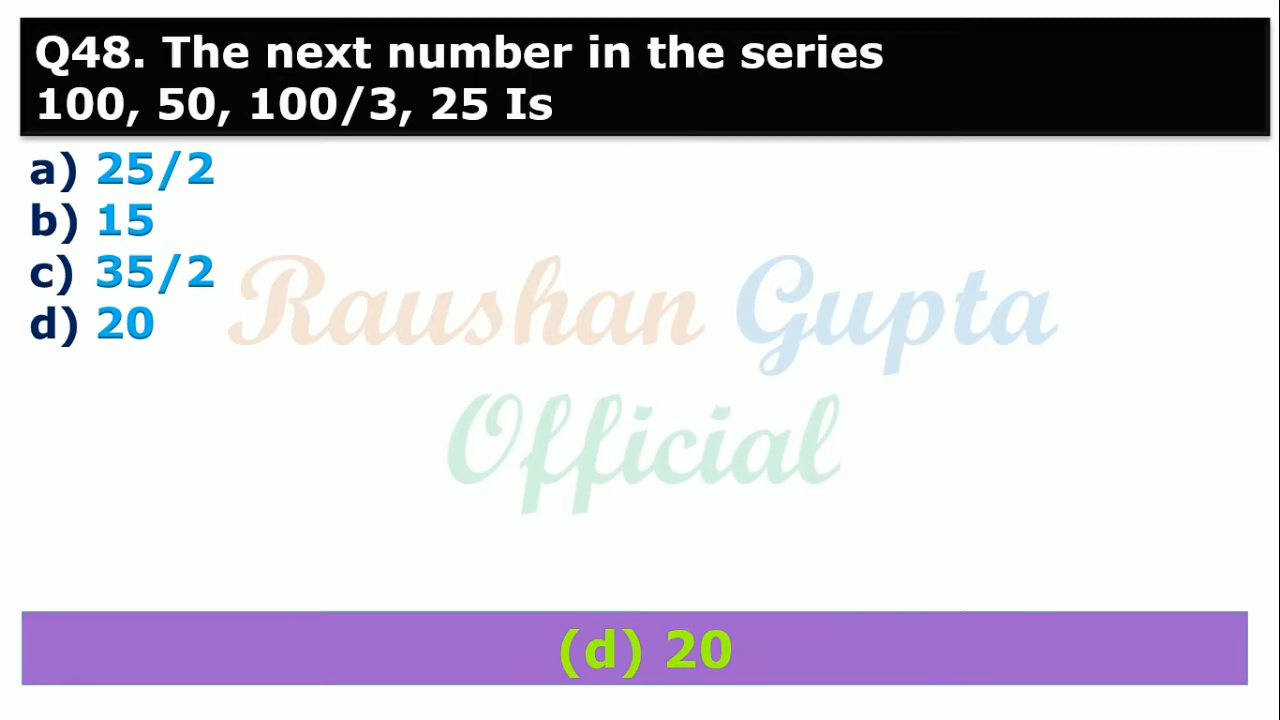 Q48. The next number in the series
100, 50, 100/3, 25 Is
a) 25/2
b) 15
c) 35/2
d) 20
Raushan Gupta
Official
(d) 20